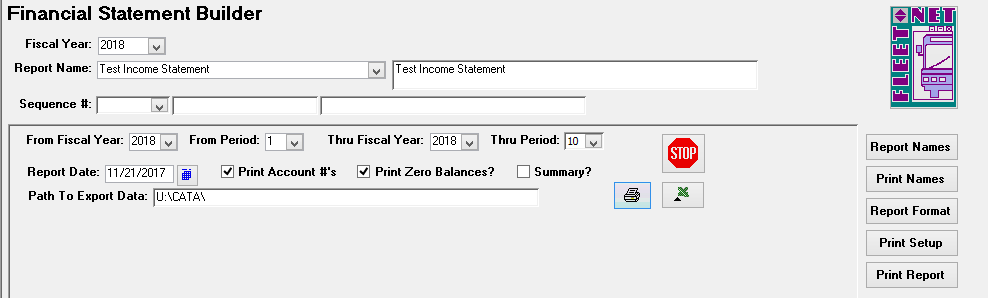 Financial Statement Builder
FLEET NET
Fiscal Year: 2018
Report Name: Test Income Statement Test Income Statement
Sequence #:
From Fiscal Year: 2018 From Period: 1 Thru Fiscal Year: 2018 Thru Period: 10
STOP
Report Date: 11/21/2017 Print Account #'s Print Zero Balances? Summary?
Path To Export Data: U:\CATA\
Report Names
Print Names
Report Format
Print Setup
Print Report